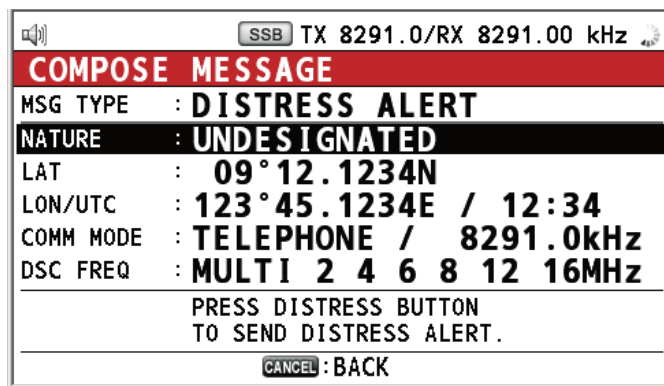 SSB TX 8291.0/RX 8291.00 kHz
COMPOSE MESSAGE
MSG TYPE : DISTRESS ALERT
NATURE : UNDESIGNATED
LAT : 09°12.1234N
LON/UTC : 123°45.1234E / 12:34
COMM MODE : TELEPHONE / 8291.0kHz
DSC FREQ : MULTI 2 4 6 8 12 16MHz
PRESS DISTRESS BUTTON
TO SEND DISTRESS ALERT.
CANCEL : BACK